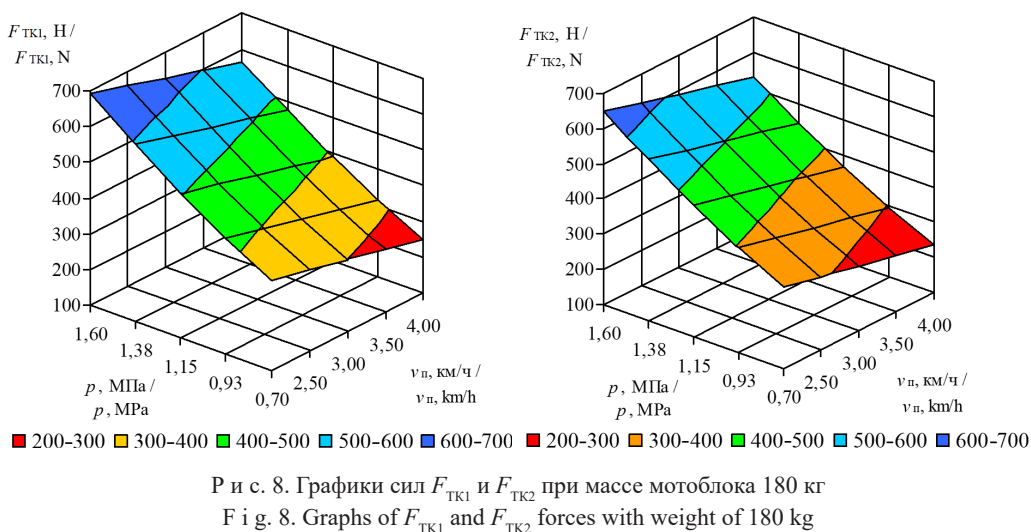 F ТК1, Н /
F ТК1, N
700
600
500
400
300
200
100
1,60
1,38
1,15
0,93
0,70
2,50
3,00
3,50
4,00
p, МПа /
p, MPa
v п, км/ч /
v п, km/h
200-300 300-400 400-500 500-600 600-700
F ТК2, Н /
F ТК2, N
700
600
500
400
300
200
100
1,60
1,38
1,15
0,93
0,70
2,50
3,00
3,50
4,00
p, МПа /
p, MPa
v п, км/ч /
v п, km/h
200-300 300-400 400-500 500-600 600-700
Р и с. 8. Графики сил F ТК1 и F ТК2 при массе мотоблока 180 кг
F i g. 8. Graphs of F ТК1 and F ТК2 forces with weight of 180 kg